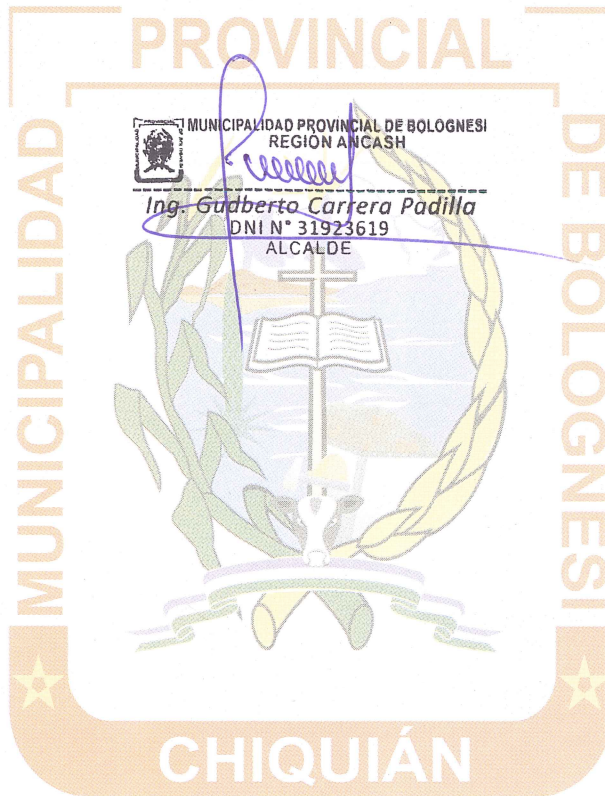 PROVINCIAL
MUNICIPALIDAD
DE BOLOGNESI
MUNICIPALIDAD PROVINCIAL DE BOLOGNESI
REGION ANCASH
Ing. Gudberto Carrera Padilla
DNI N° 31923619
ALCALDE
CHIQUIÁN